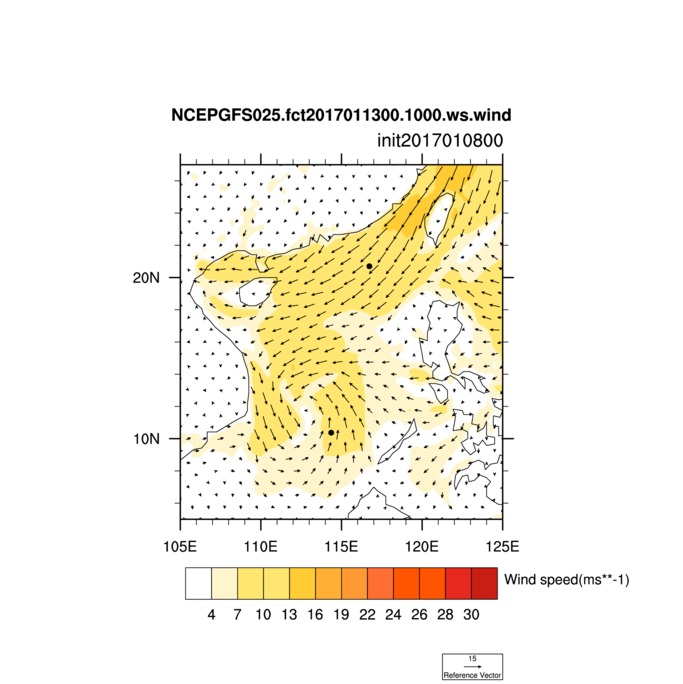 NCEPGFS025.fct2017011300.1000.ws.wind
init2017010800
20N
10N
105E 110E 115E 120E 125E
Wind speed(ms**-1)
4 7 10 13 16 19 22 24 26 28 30
15
Reference Vector